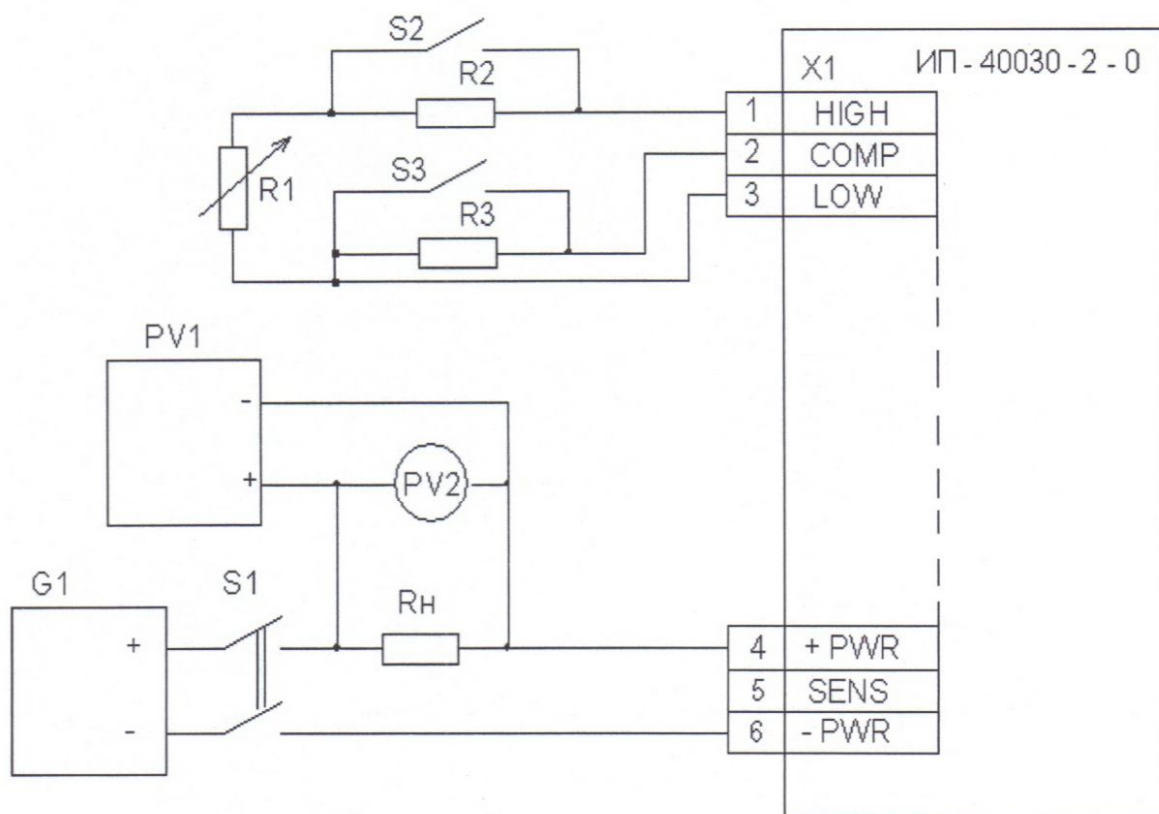 S2
R2
R1
S3
R3
X1 ИП - 40030 - 2 - 0
1 HIGH
2 COMP
3 LOW
PV1
-
+
PV2
G1
S1
Rн
+
-
4 + PWR
5 SENS
6 - PWR